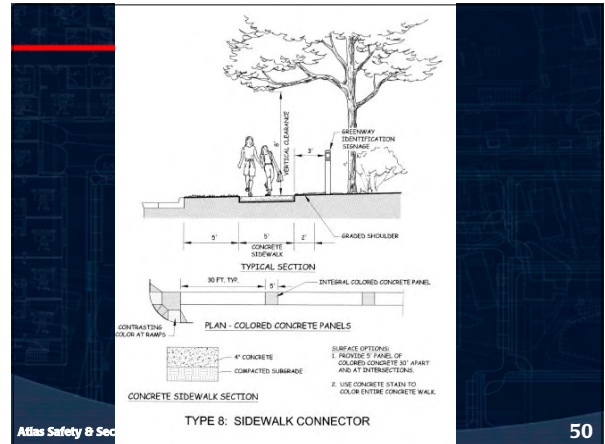 8'
VERTICAL CLEARANCE
3'
GREENWAY
IDENTIFICATION
SIGNAGE
5'
5'
2'
GRADED SHOULDER
CONCRETE
SIDEWALK
TYPICAL SECTION
30 FT. TYP.
5'
INTEGRAL COLORED CONCRETE PANEL
CONTRASTING
COLOR AT RAMPS
PLAN - COLORED CONCRETE PANELS
4" CONCRETE
COMPACTED SUBGRADE
CONCRETE SIDEWALK SECTION
SURFACE OPTIONS:
1. PROVIDE 5' PANEL OF
COLORED CONCRETE 30' APART
AND AT INTERSECTIONS.
2. USE CONCRETE STAIN TO
COLOR ENTIRE CONCRETE WALK.
TYPE 8: SIDEWALK CONNECTOR
Atlas Safety & Sec
50